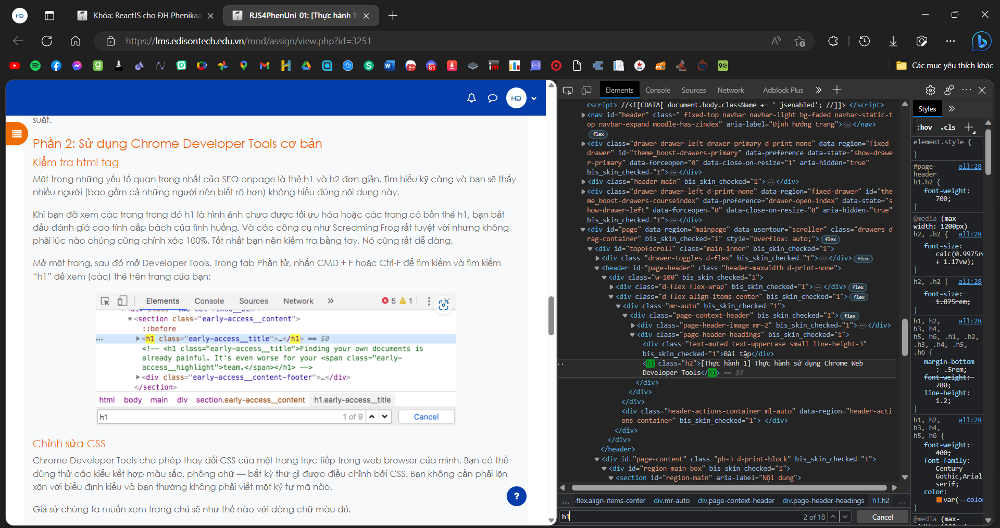 Khóa: ReactJS cho ĐH Phenikaa
RJS4PhenUni_01: [Thực hành 1]
https://lms.edisontech.edu.vn/mod/assign/view.php?id=3251
Các mục yêu thích khác
HD
suất.
Phần 2: Sử dụng Chrome Developer Tools cơ bản
Kiểm tra html tag
Một trong những yếu tố quan trọng nhất của SEO onpage là thẻ h1 và h2 đơn giản. Tìm hiểu kỹ càng và bạn sẽ thấy
nhiều người (bao gồm cả những người nên biết rõ hơn) không hiểu đúng nội dung này.
Khi bạn đã xem các trang trong đó h1 là hình ảnh chưa được tối ưu hóa hoặc các trang có bốn thẻ h1, bạn bắt
đầu đánh giá cao tính cấp bách của tình huống. Và các công cụ như Screaming Frog rất tuyệt vời nhưng không
phải lúc nào chúng cũng chính xác 100%. Tốt nhất bạn nên kiểm tra bằng tay. Nó cũng rất dễ dàng.
Mở một trang, sau đó mở Developer Tools. Trong tab Phần tử, nhấn CMD + F hoặc Ctrl-F để tìm kiếm và tìm kiếm
“h1” để xem (các) thẻ trên trang của bạn:
Elements Console Sources Network » 5 1
<section class="early-access__content">
::before
<h1 class="early-access__title">…</h1> == $0
<!-- <h1 class="early-access__title">Finding your own documents is
already painful. It’s even worse for your <span class="early-
access__highlight">team.</span></h1> -->
<div class="early-access__content-footer">…</div>
</section>
html body main div section.early-access__content h1.early-access__title
h1 1 of 9 Cancel
Chỉnh sửa CSS
Chrome Developer Tools cho phép thay đổi CSS của một trang trực tiếp trong web browser của mình. Bạn có thể
dùng thử các kiểu kết hợp màu sắc, phông chữ — bất kỳ thứ gì được điều chỉnh bởi CSS. Bạn không cần phải lộn
xộn với biểu định kiểu và bạn thường không phải viết một ký tự mã nào.
Giả sử chúng ta muốn xem trang chủ sẽ như thế nào với dòng chữ màu đỏ.
?
Elements Console Sources Network Adblock Plus »
<script> //<![CDATA[ document.body.className += ' jsenabled'; //]]> </script>
<nav id="header" class=" fixed-top navbar navbar-light bg-faded navbar-static-t
op navbar-expand moodle-has-zindex" aria-label="Định hướng trang">…</nav>
flex
<div class="drawer drawer-left drawer-primary d-print-none" data-region="fixed-
drawer" id="theme_boost-drawers-primary" data-preference data-state="show-drawe
r-primary" data-forceopen="0" data-close-on-resize="1" aria-hidden="true"
bis_skin_checked="1">…</div>
<div class="header-main" bis_skin_checked="1">…</div>
<div class="drawer drawer-left d-print-none" data-region="fixed-drawer" id="the
me_boost-drawers-courseindex" data-preference="drawer-open-index" data-state="s
how-drawer-left" data-forceopen="0" data-close-on-resize="0" aria-hidden="true"
bis_skin_checked="1">…</div>
<div id="page" data-region="mainpage" data-usertour="scroller" class="drawers d
rag-container" bis_skin_checked="1" style="overflow: auto;"> flex
<div id="topofscroll" class="main-inner" bis_skin_checked="1">
<div class="drawer-toggles d-flex" bis_skin_checked="1">…</div> flex
<header id="page-header" class="header-maxwidth d-print-none">
<div class="w-100" bis_skin_checked="1">
<div class="d-flex flex-wrap" bis_skin_checked="1">…</div> flex
<div class="d-flex align-items-center" bis_skin_checked="1"> flex
<div class="mr-auto" bis_skin_checked="1">
<div class="page-context-header" bis_skin_checked="1"> flex
<div class="page-header-image mr-2" bis_skin_checked="1">…</div>
<div class="page-header-headings" bis_skin_checked="1">
<div class="text-muted text-uppercase small line-height-3"
bis_skin_checked="1">Bài tập</div>
<h1 class="h2">[Thực hành 1] Thực hành sử dụng Chrome Web
Developer Tools</h1> == $0
</div>
</div>
</div>
<div class="header-actions-container ml-auto" data-region="header-acti
ons-container" bis_skin_checked="1"> </div>
</div>
</div>
</header>
<div id="page-content" class="pb-3 d-print-block" bis_skin_checked="1">
<div id="region-main-box" bis_skin_checked="1">
<section id="region-main" aria-label="Nội dung">
... -flex.align-items-center div.mr-auto div.page-context-header div.page-header-headings h1.h2 ...
h1 2 of 18 Cancel
Styles »
:hov .cls
element.style {
}
#page- all:28
header
h1.h2 {
font-weight:
700;
}
@media (max-
width: 1200px)
h2, .h2 { all:28
font-size:
calc(0.9975r
+ 1.17vw);
}
h2, .h2 { all:28
font-size:
1.875rem;
}
h1, h2, all:28
h3, h4,
h5, h6, .h1, .h2,
.h3, .h4, .h5,
.h6 {
margin-bottom
: .5rem;
font-weight:
700;
line-height:
1.2;
}
h1, h2, all:28
h3, h4,
h5, h6 {
font-weight:
400;
font-family:
Century
Gothic,Arial
serif;
color:
var(--colo
}
@media (max-